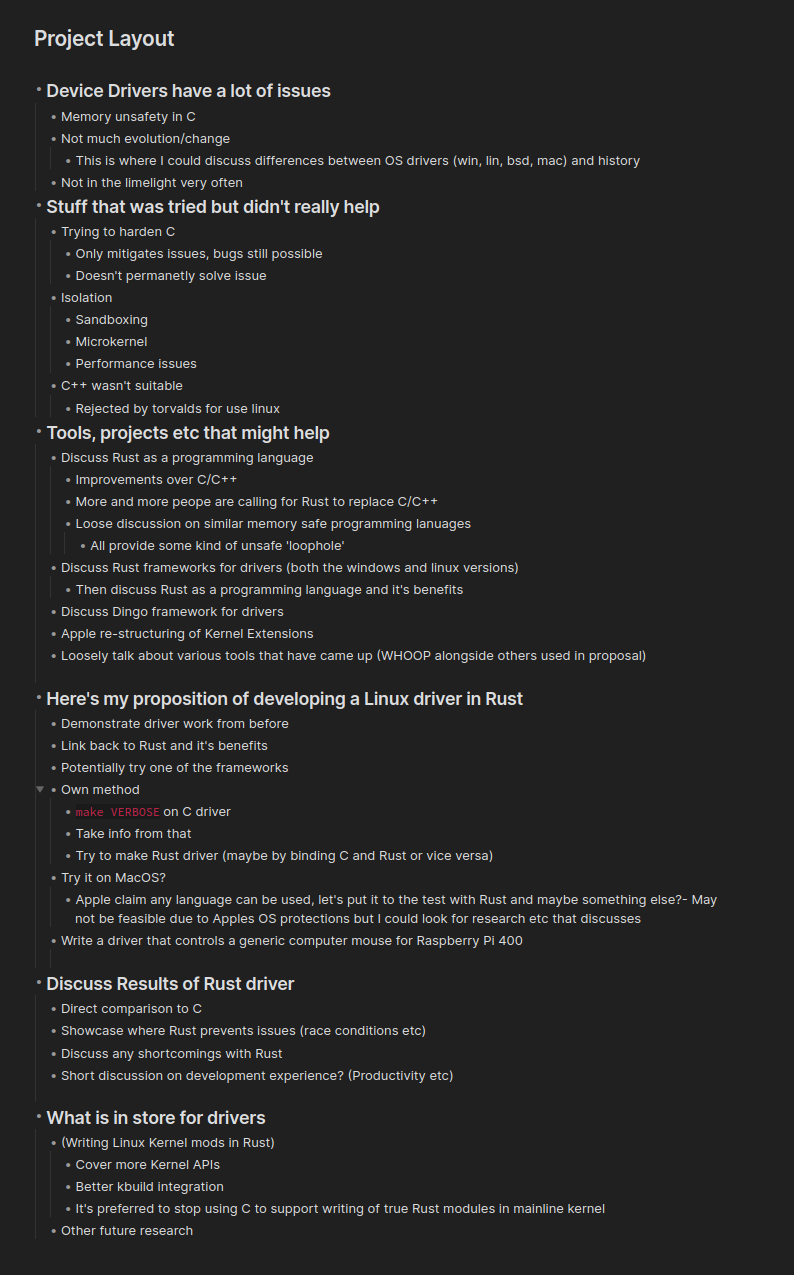 Project Layout
Device Drivers have a lot of issues
Memory unsafety in C
Not much evolution/change
This is where I could discuss differences between OS drivers (win, lin, bsd, mac) and history
Not in the limelight very often
Stuff that was tried but didn't really help
Trying to harden C
Only mitigates issues, bugs still possible
Doesn't permanetly solve issue
Isolation
Sandboxing
Microkernel
Performance issues
C++ wasn't suitable
Rejected by torvalds for use linux
Tools, projects etc that might help
Discuss Rust as a programming language
Improvements over C/C++
More and more peope are calling for Rust to replace C/C++
Loose discussion on similar memory safe programming lanuages
All provide some kind of unsafe 'loophole'
Discuss Rust frameworks for drivers (both the windows and linux versions)
Then discuss Rust as a programming language and it's benefits
Discuss Dingo framework for drivers
Apple re-structuring of Kernel Extensions
Loosely talk about various tools that have came up (WHOOP alongside others used in proposal)
Here's my proposition of developing a Linux driver in Rust
Demonstrate driver work from before
Link back to Rust and it's benefits
Potentially try one of the frameworks
Own method
make VERBOSE on C driver
Take info from that
Try to make Rust driver (maybe by binding C and Rust or vice versa)
Try it on MacOS?
Apple claim any language can be used, let's put it to the test with Rust and maybe something else?- May
not be feasible due to Apples OS protections but I could look for research etc that discusses
Write a driver that controls a generic computer mouse for Raspberry Pi 400
Discuss Results of Rust driver
Direct comparison to C
Showcase where Rust prevents issues (race conditions etc)
Discuss any shortcomings with Rust
Short discussion on development experience? (Productivity etc)
What is in store for drivers
(Writing Linux Kernel mods in Rust)
Cover more Kernel APIs
Better kbuild integration
It's preferred to stop using C to support writing of true Rust modules in mainline kernel
Other future research